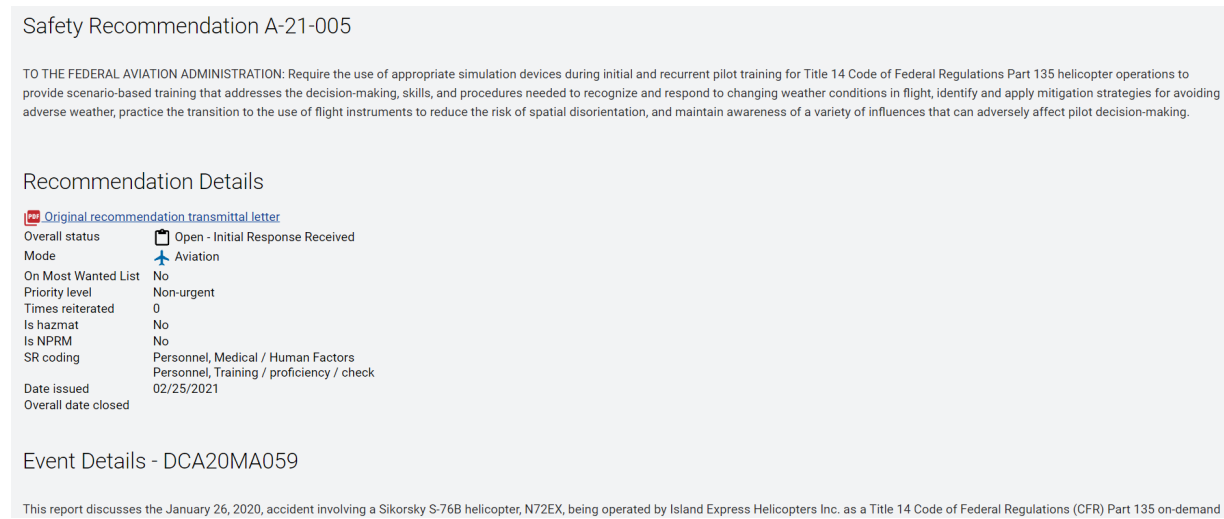 Safety Recommendation A-21-005
TO THE FEDERAL AVIATION ADMINISTRATION: Require the use of appropriate simulation devices during initial and recurrent pilot training for Title 14 Code of Federal Regulations Part 135 helicopter operations to
provide scenario-based training that addresses the decision-making, skills, and procedures needed to recognize and respond to changing weather conditions in flight, identify and apply mitigation strategies for avoiding
adverse weather, practice the transition to the use of flight instruments to reduce the risk of spatial disorientation, and maintain awareness of a variety of influences that can adversely affect pilot decision-making.
Recommendation Details
PDF Original recommendation transmittal letter
Overall status Open - Initial Response Received
Mode Aviation
On Most Wanted List No
Priority level Non-urgent
Times reiterated 0
Is hazmat No
Is NPRM No
SR coding Personnel, Medical / Human Factors
Personnel, Training / proficiency / check
Date issued 02/25/2021
Overall date closed
Event Details - DCA20MA059
This report discusses the January 26, 2020, accident involving a Sikorsky S-76B helicopter, N72EX, being operated by Island Express Helicopters Inc. as a Title 14 Code of Federal Regulations (CFR) Part 135 on-demand